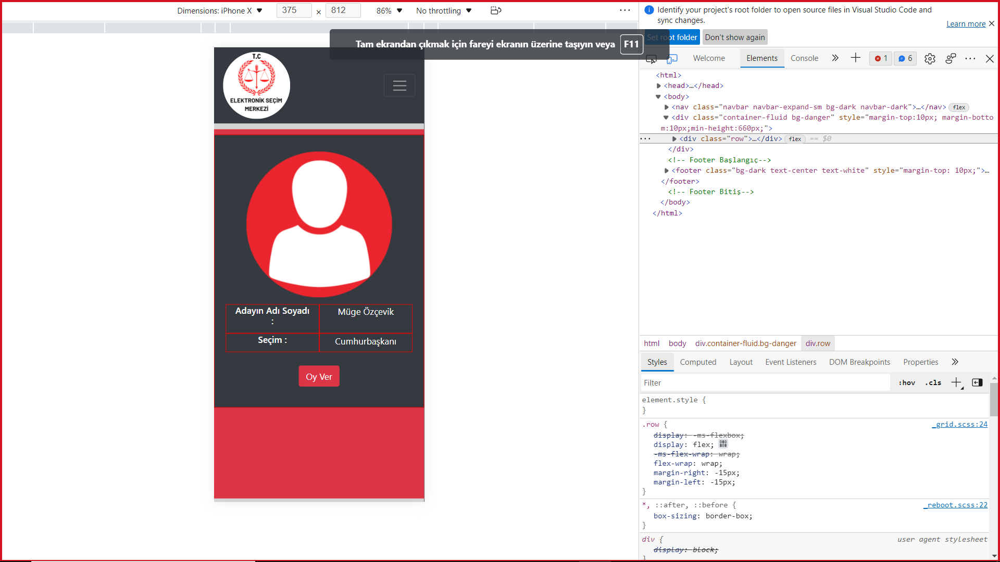 Dimensions: iPhone X ▼ 375 × 812 86% ▼ No throttling ▼
Tam ekrandan çıkmak için fareyi ekranın üzerine taşıyın veya F11
T.C
ELEKTRONİK SEÇİM
MERKEZİ
Adayın Adı Soyadı
:
Müge Özçevik
Seçim :
Cumhurbaşkanı
Oy Ver
Identify your project's root folder to open source files in Visual Studio Code and
sync changes.
Learn more
Set root folder Don't show again
Welcome Elements Console 1 6
<html>
<head>…</head>
<body>
<nav class="navbar navbar-expand-sm bg-dark navbar-dark">…</nav> flex
<div class="container-fluid bg-danger" style="margin-top:10px; margin-botto
m:10px;min-height:660px;">
<div class="row">…</div> flex == $0
</div>
<!-- Footer Başlangıç-->
<footer class="bg-dark text-center text-white" style="margin-top: 10px;">…
</footer>
<!-- Footer Bitiş-->
</body>
</html>
html body div.container-fluid.bg-danger div.row
Styles Computed Layout Event Listeners DOM Breakpoints Properties
Filter :hov .cls
element.style {
}
.row { _grid.scss:24
display: -ms-flexbox;
display: flex;
-ms-flex-wrap: wrap;
flex-wrap: wrap;
margin-right: -15px;
margin-left: -15px;
}
*, ::after, ::before { _reboot.scss:22
box-sizing: border-box;
}
div { user agent stylesheet
display: block;
}